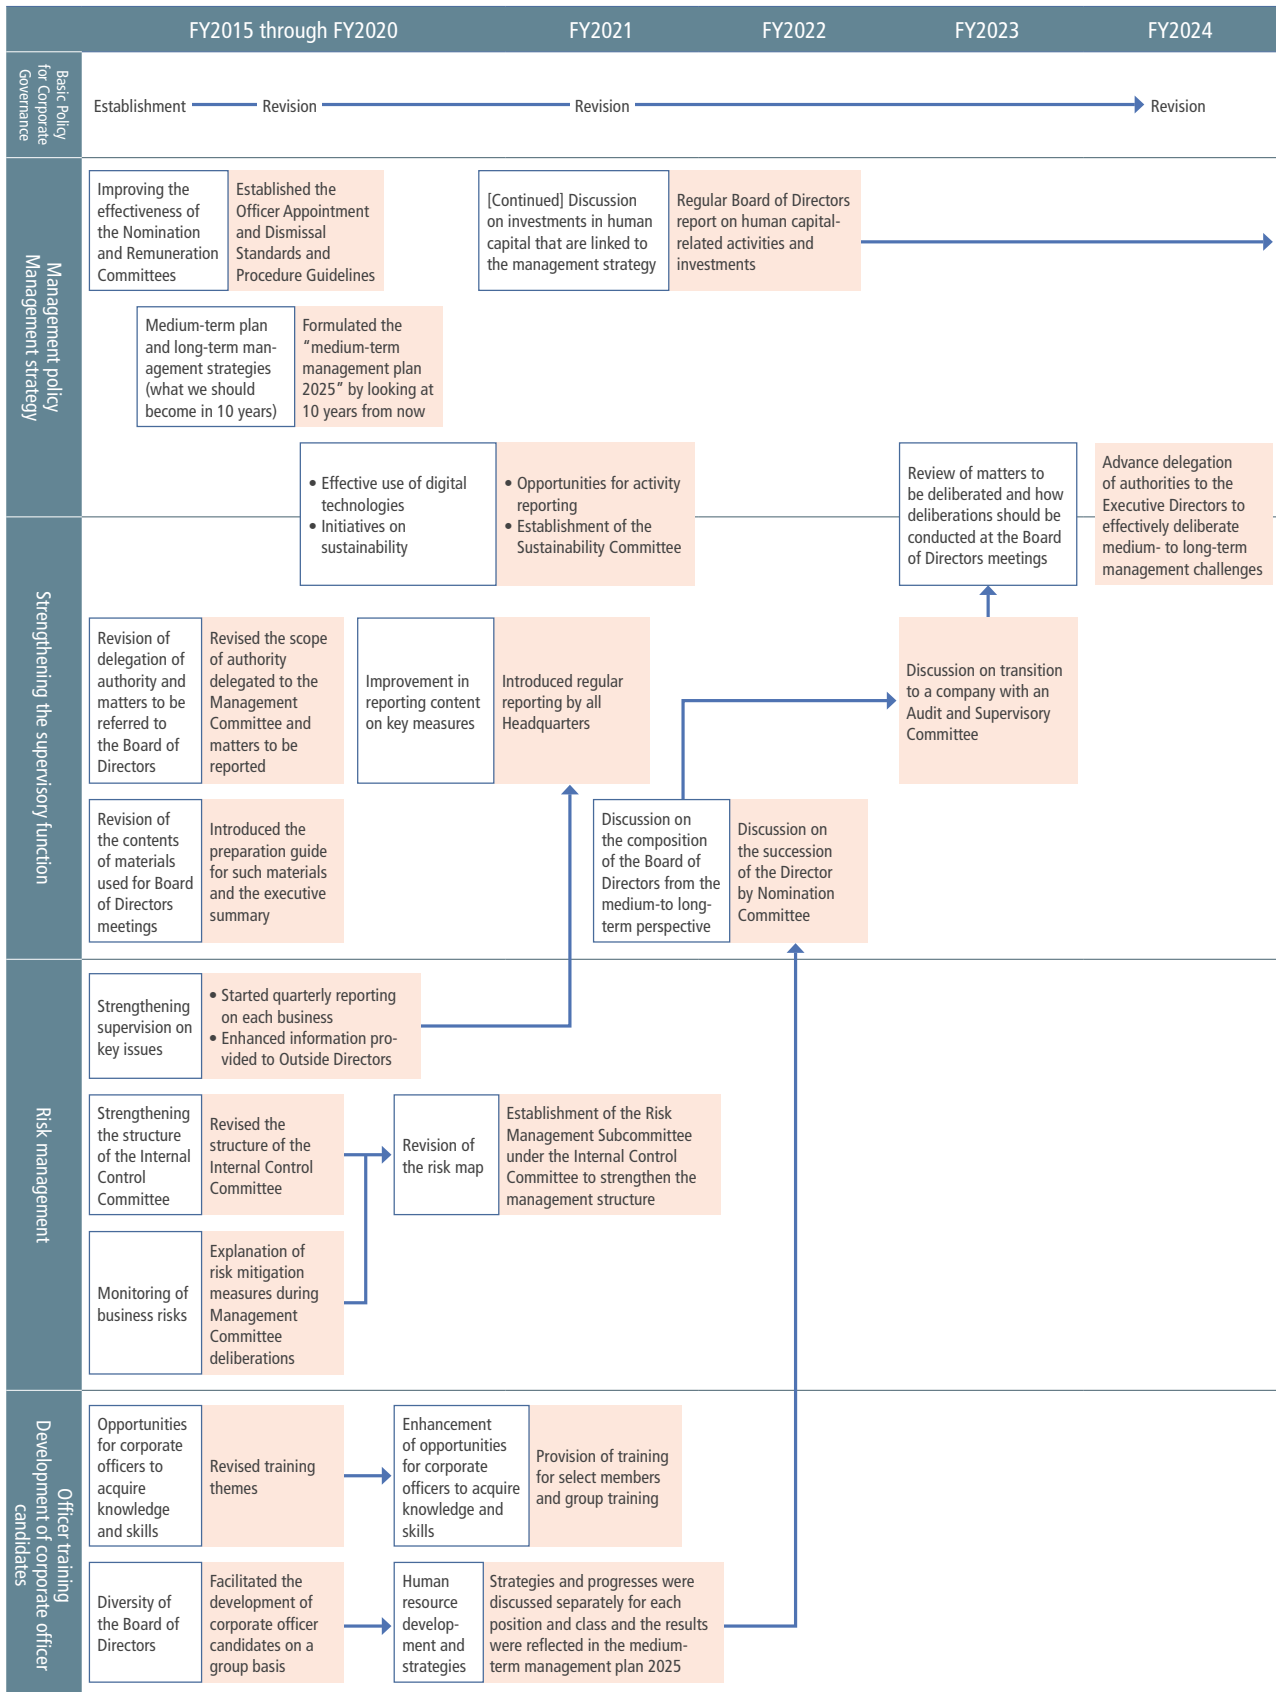 FY2015 through FY2020
FY2021
FY2022
FY2023
FY2024
Basic Policy
for Corporate
Governance
Establishment
Revision
Revision
Revision
Management policy
Management strategy
Improving the
effectiveness of
the Nomination
and Remuneration
Committees
Established the
Officer Appointment
and Dismissal
Standards and
Procedure Guidelines
[Continued] Discussion
on investments in human
capital that are linked to
the management strategy
Regular Board of Directors
report on human capital-
related activities and
investments
Medium-term plan
and long-term man-
agement strategies
(what we should
become in 10 years)
Formulated the
“medium-term
management plan
2025” by looking at
10 years from now
• Effective use of digital
technologies
• Initiatives on
sustainability
• Opportunities for activity
reporting
• Establishment of the
Sustainability Committee
Review of matters to
be deliberated and how
deliberations should be
conducted at the Board
of Directors meetings
Advance delegation
of authorities to the
Executive Directors to
effectively deliberate
medium- to long-term
management challenges
Strengthening the supervisory function
Revision of
delegation of
authority and
matters to be
referred to
the Board of
Directors
Revised the scope
of authority
delegated to the
Management
Committee and
matters to be
reported
Improvement in
reporting content
on key measures
Introduced regular
reporting by all
Headquarters
Discussion on transition
to a company with an
Audit and Supervisory
Committee
Revision of
the contents
of materials
used for Board
of Directors
meetings
Introduced the
preparation guide
for such materials
and the executive
summary
Discussion on
the composition
of the Board of
Directors from the
medium-to long-
term perspective
Discussion on
the succession
of the Director
by Nomination
Committee
Risk management
Strengthening
supervision on
key issues
• Started quarterly reporting
on each business
• Enhanced information pro-
vided to Outside Directors
Strengthening
the structure
of the Internal
Control
Committee
Revised the
structure of the
Internal Control
Committee
Revision of
the risk map
Establishment of the Risk
Management Subcommittee
under the Internal Control
Committee to strengthen the
management structure
Monitoring of
business risks
Explanation of
risk mitigation
measures during
Management
Committee
deliberations
Officer training
Development of corporate officer
candidates
Opportunities
for corporate
officers to
acquire
knowledge
and skills
Revised training
themes
Enhancement
of opportunities
for corporate
officers to acquire
knowledge and
skills
Provision of training
for select members
and group training
Diversity of
the Board of
Directors
Facilitated the
development of
corporate officer
candidates on a
group basis
Human
resource
develop-
ment and
strategies
Strategies and progresses were
discussed separately for each
position and class and the results
were reflected in the medium-
term management plan 2025